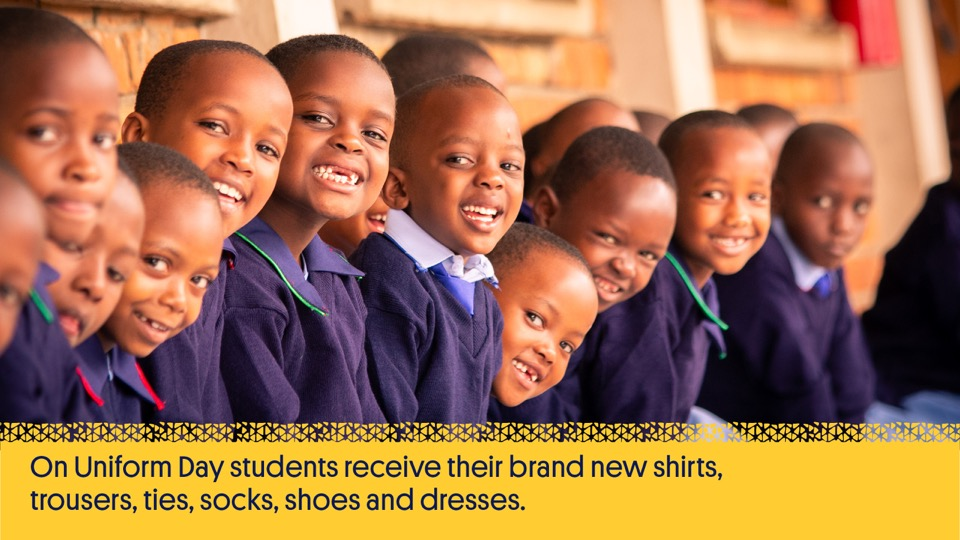 On Uniform Day students receive their brand new shirts,
trousers, ties, socks, shoes and dresses.